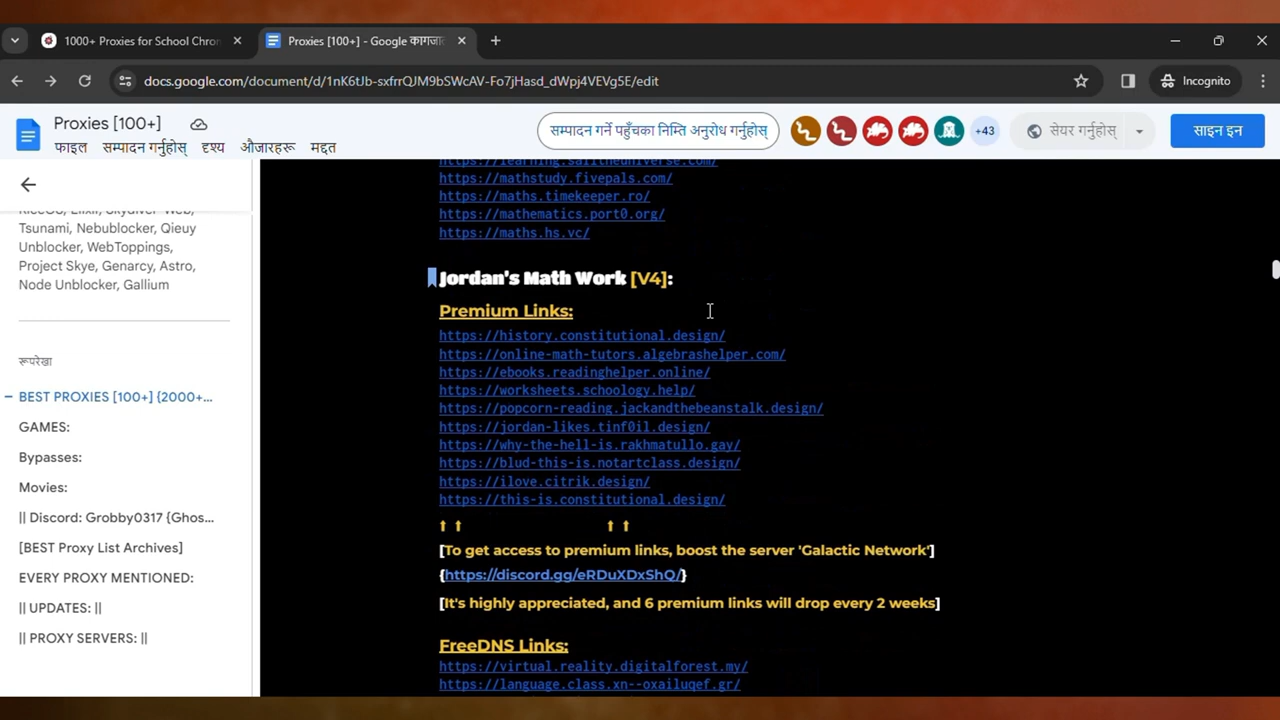 1000+ Proxies for School Chron
Proxies [100+] - Google कागजा
docs.google.com/document/d/1nK6tJb-sxfrrQJM9bSWcAV-Fo7jHasd_dWpj4VEVg5E/edit
Incognito
Proxies [100+]
फाइल सम्पादन गर्नुहोस् दृश्य औजारहरू मद्दत
सम्पादन गर्ने पहुँचका निम्ति अनुरोध गर्नुहोस्
+43
सेयर गर्नुहोस्
साइन इन
Tsunami, Nebublocker, Qieuy
Unblocker, WebToppings,
Project Skye, Genarcy, Astro,
Node Unblocker, Gallium
रूपरेखा
BEST PROXIES [100+] {2000+...
GAMES:
Bypasses:
Movies:
|| Discord: Grobby0317 {Ghos...
[BEST Proxy List Archives]
EVERY PROXY MENTIONED:
|| UPDATES: ||
|| PROXY SERVERS: ||
https://mathstudy.fivepals.com/
https://maths.timekeeper.ro/
https://mathematics.port0.org/
https://maths.hs.vc/
Jordan's Math Work [V4]:
Premium Links:
https://history.constitutional.design/
https://online-math-tutors.algebrashelper.com/
https://ebooks.readinghelper.online/
https://worksheets.schoology.help/
https://popcorn-reading.jackandthebeanstalk.design/
https://jordan-likes.tinf0il.design/
https://why-the-hell-is.rakhmatullo.gay/
https://blud-this-is.notartclass.design/
https://ilove.citrik.design/
https://this-is.constitutional.design/
[To get access to premium links, boost the server 'Galactic Network']
{https://discord.gg/eRDuXDxShQ/}
[It's highly appreciated, and 6 premium links will drop every 2 weeks]
FreeDNS Links:
https://virtual.reality.digitalforest.my/
https://language.class.xn--oxailuqef.gr/